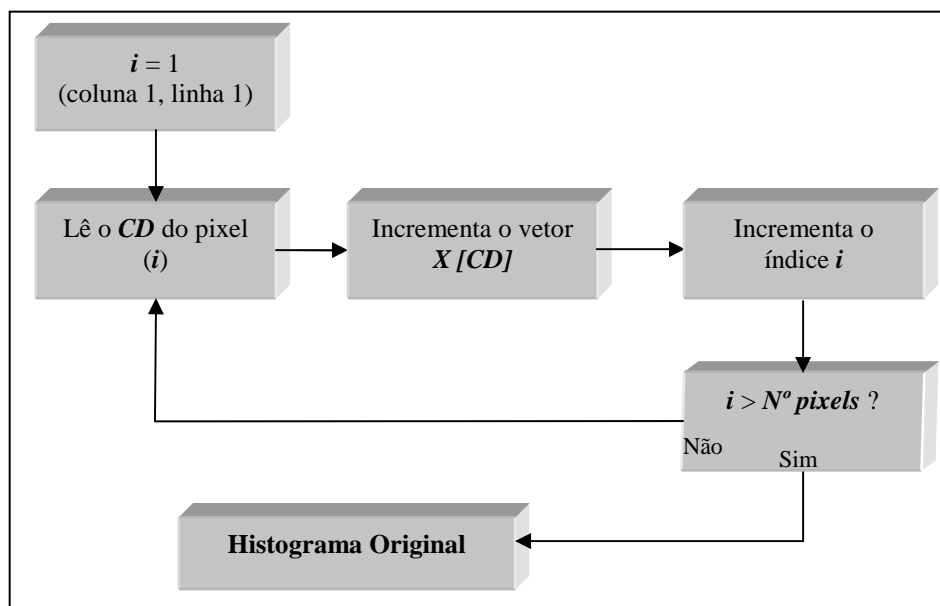 i = 1
(coluna 1, linha 1)
Lê o CD do pixel
(i)
Incrementa o vetor
X [CD]
Incrementa o
índice i
i > Nº pixels ?
Não
Sim
Histograma Original